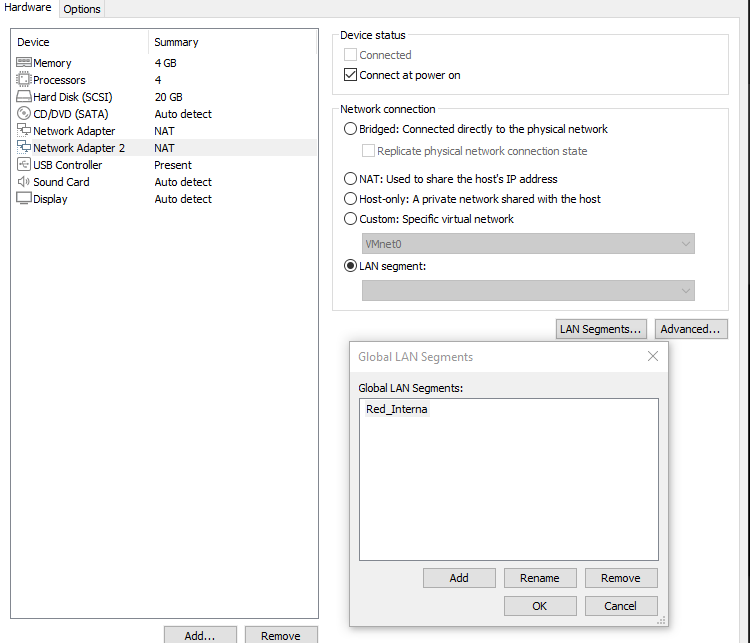 Hardware Options
Device Summary
Memory 4 GB
Processors 4
Hard Disk (SCSI) 20 GB
CD/DVD (SATA) Auto detect
Network Adapter NAT
Network Adapter 2 NAT
USB Controller Present
Sound Card Auto detect
Display Auto detect
Add... Remove
Device status
Connected
Connect at power on
Network connection
Bridged: Connected directly to the physical network
Replicate physical network connection state
NAT: Used to share the host's IP address
Host-only: A private network shared with the host
Custom: Specific virtual network
VMnet0
LAN segment:
LAN Segments... Advanced...
Global LAN Segments
Global LAN Segments:
Red_Interna
Add Rename Remove
OK Cancel